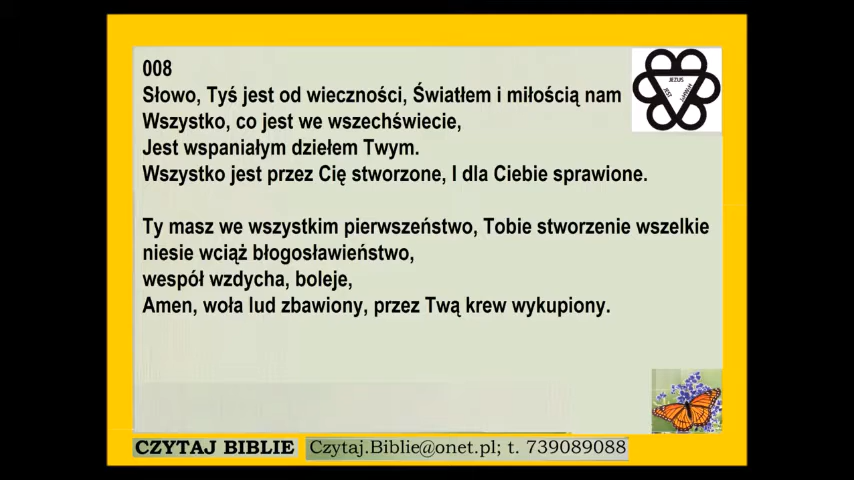 008
Słowo, Tyś jest od wieczności, Światłem i miłością nam
Wszystko, co jest we wszechświecie,
Jest wspaniałym dziełem Twym.
Wszystko jest przez Cię stworzone, I dla Ciebie sprawione.
Ty masz we wszystkim pierwszeństwo, Tobie stworzenie wszelkie
niesie wciąż błogosławieństwo,
wespół wzdycha, boleje,
Amen, woła lud zbawiony, przez Twą krew wykupiony.
JEZUS
JEST
CZYTAJ BIBLIE
Czytaj.Biblie@onet.pl; t. 739089088